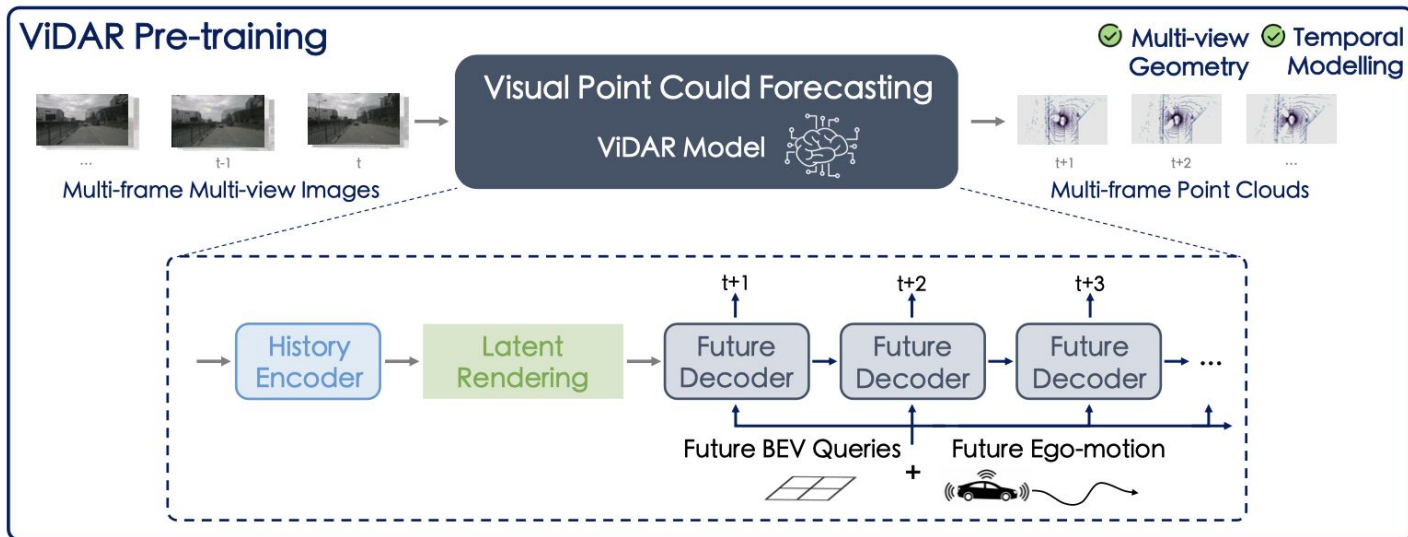 ViDAR Pre-training
Visual Point Could Forecasting
ViDAR Model
Multi-view
Geometry
Temporal
Modelling
...
t-1
t
Multi-frame Multi-view Images
t+1
t+2
...
Multi-frame Point Clouds
t+1
t+2
t+3
History
Encoder
Latent
Rendering
Future
Decoder
Future
Decoder
Future
Decoder
...
Future BEV Queries
+
Future Ego-motion